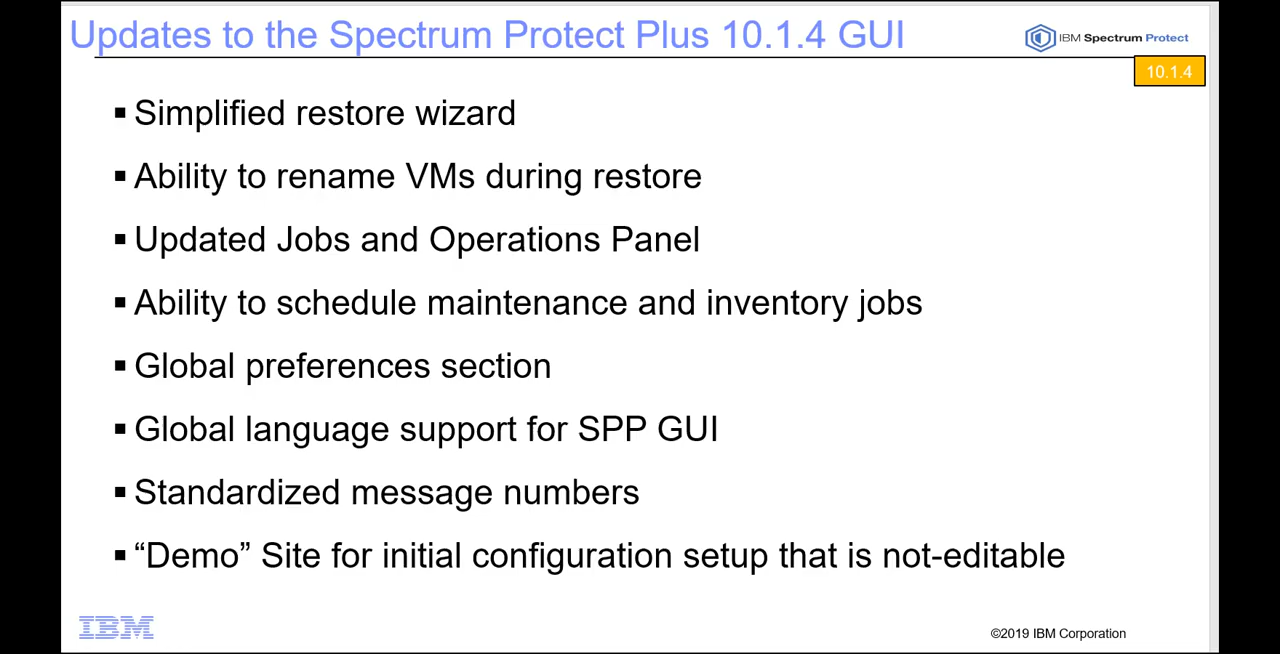 Updates to the Spectrum Protect Plus 10.1.4 GUI
IBM Spectrum Protect
10.1.4
▪ Simplified restore wizard
▪ Ability to rename VMs during restore
▪ Updated Jobs and Operations Panel
▪ Ability to schedule maintenance and inventory jobs
▪ Global preferences section
▪ Global language support for SPP GUI
▪ Standardized message numbers
▪ “Demo” Site for initial configuration setup that is not-editable
IBM
©2019 IBM Corporation